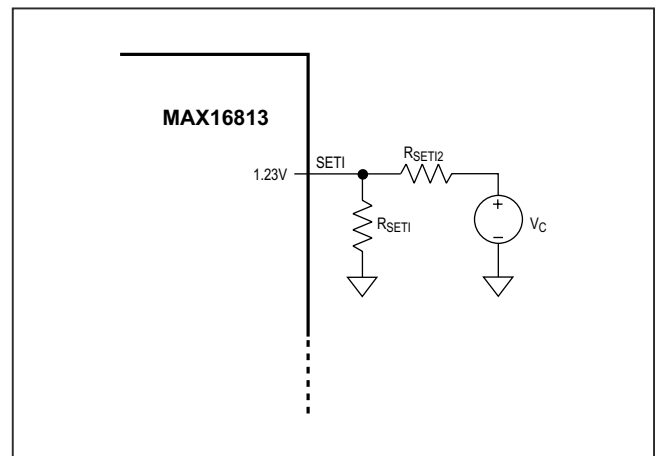 MAX16813
1.23V
SETI
RSETI2
RSETI
+
−
VC